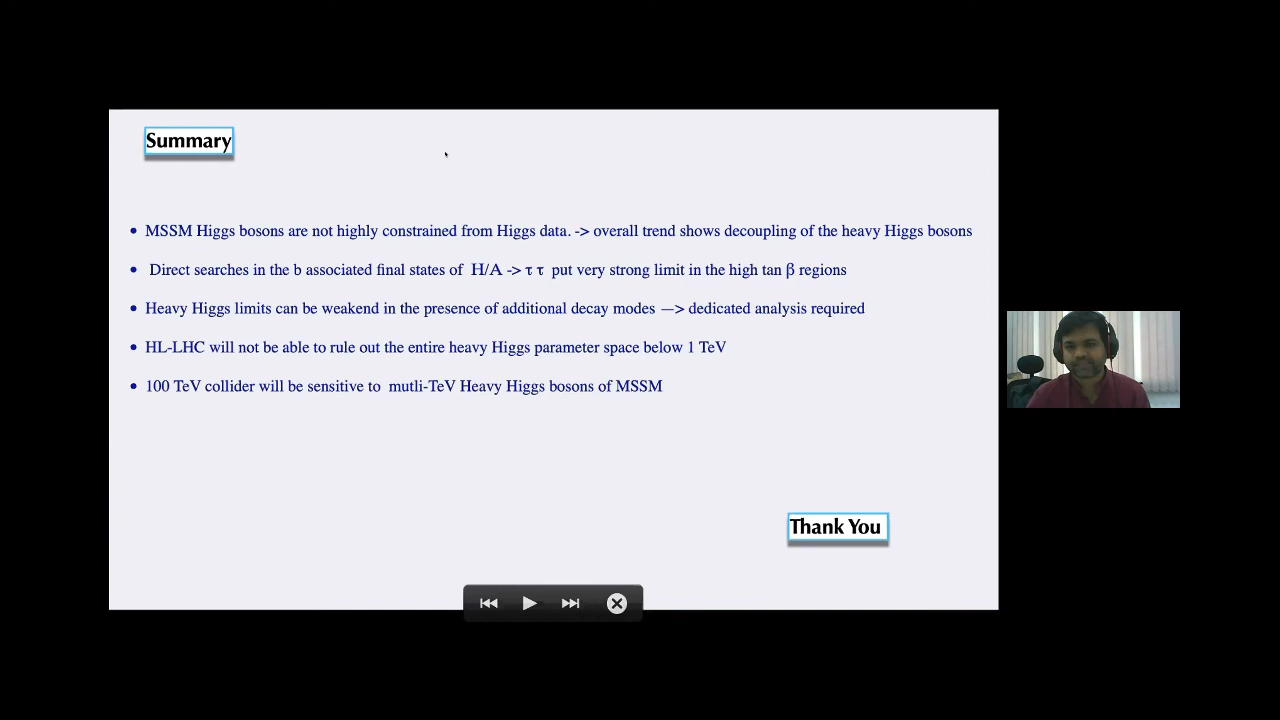 Summary
MSSM Higgs bosons are not highly constrained from Higgs data. -> overall trend shows decoupling of the heavy Higgs bosons
Direct searches in the b associated final states of H/A -> τ τ put very strong limit in the high tan β regions
Heavy Higgs limits can be weakend in the presence of additional decay modes —> dedicated analysis required
HL-LHC will not be able to rule out the entire heavy Higgs parameter space below 1 TeV
100 TeV collider will be sensitive to mutli-TeV Heavy Higgs bosons of MSSM
Thank You